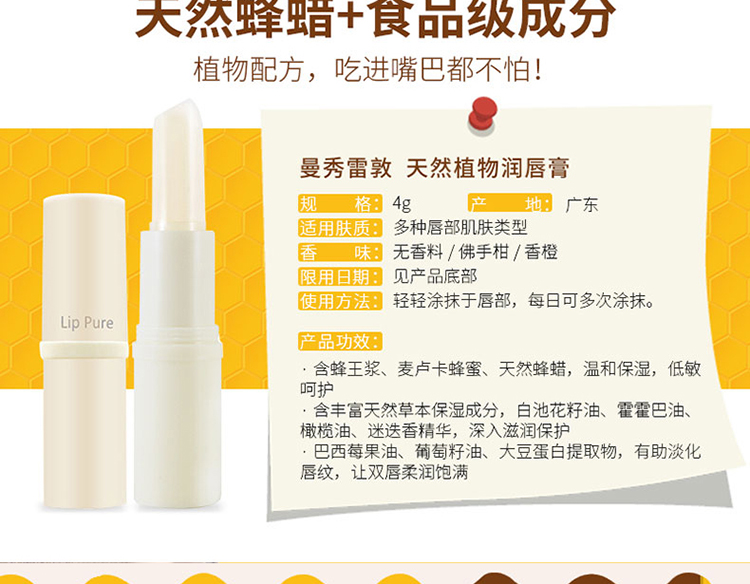 天然蜂蜡+食品级成分
植物配方，吃进嘴巴都不怕！
曼秀雷敦 天然植物润唇膏
规 格： 4g 产 地： 广东
适用肤质： 多种唇部肌肤类型
香 味： 无香料 / 佛手柑 / 香橙
限用日期： 见产品底部
使用方法： 轻轻涂抹于唇部，每日可多次涂抹。
Lip Pure
产品功效：
· 含蜂王浆、麦卢卡蜂蜜、天然蜂蜡，温和保湿，低敏
呵护
· 含丰富天然草本保湿成分，白池花籽油、霍霍巴油、
橄榄油、迷迭香精华，深入滋润保护
· 巴西莓果油、葡萄籽油、大豆蛋白提取物，有助淡化
唇纹，让双唇柔润饱满